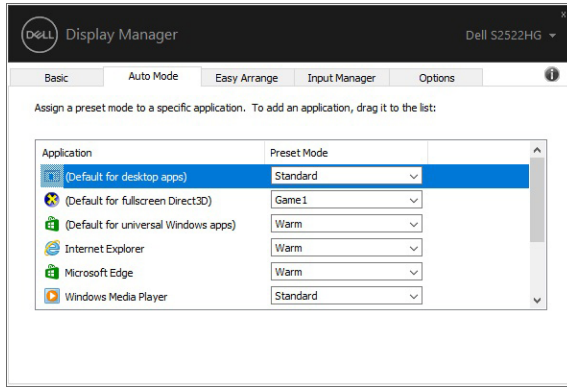 DELL Display Manager
x
Dell S2522HG
Basic Auto Mode Easy Arrange Input Manager Options
Assign a preset mode to a specific application. To add an application, drag it to the list:
Application Preset Mode
(Default for desktop apps) Standard
(Default for fullscreen Direct3D) Game1
(Default for universal Windows apps) Warm
Internet Explorer Warm
Microsoft Edge Warm
Windows Media Player Standard